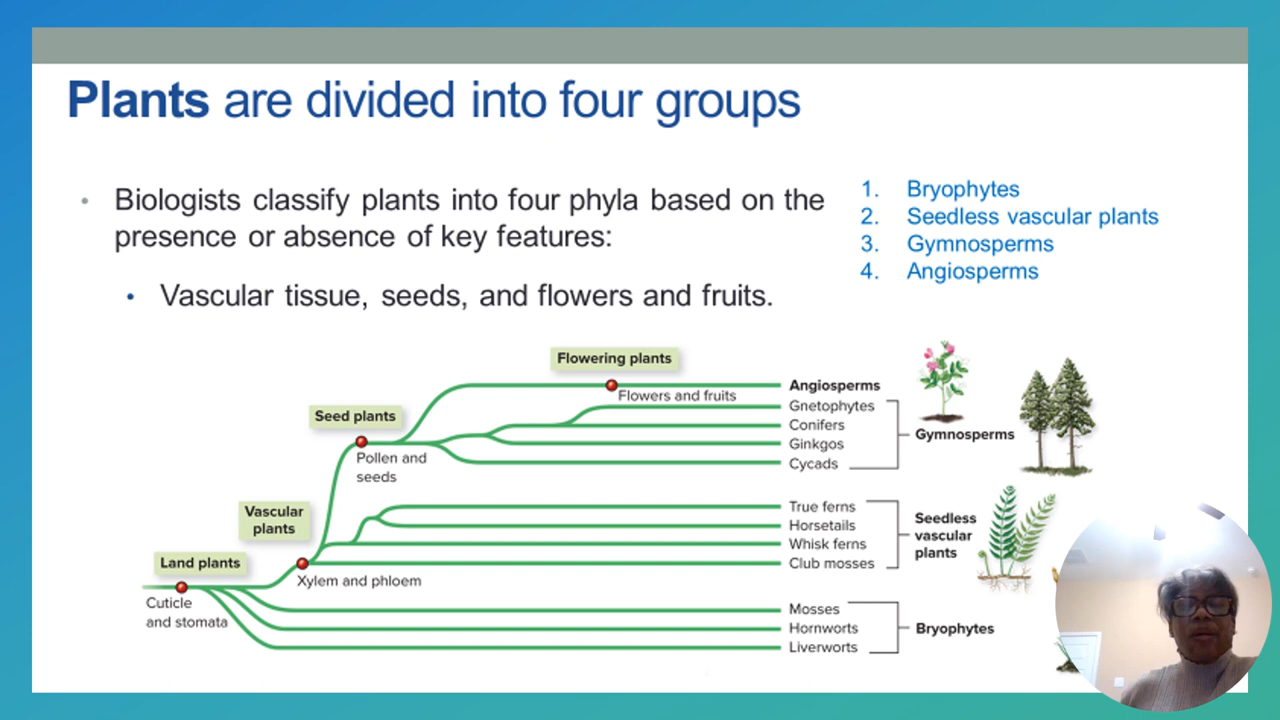 Plants are divided into four groups
• Biologists classify plants into four phyla based on the
presence or absence of key features:
• Vascular tissue, seeds, and flowers and fruits.
1. Bryophytes
2. Seedless vascular plants
3. Gymnosperms
4. Angiosperms
Flowering plants
Flowers and fruits
Seed plants
Pollen and
seeds
Vascular
plants
Xylem and phloem
Land plants
Cuticle
and stomata
Angiosperms
Gnetophytes
Conifers
Ginkgos
Cycads
Gymnosperms
True ferns
Horsetails
Whisk ferns
Club mosses
Seedless
vascular
plants
Mosses
Hornworts
Liverworts
Bryophytes